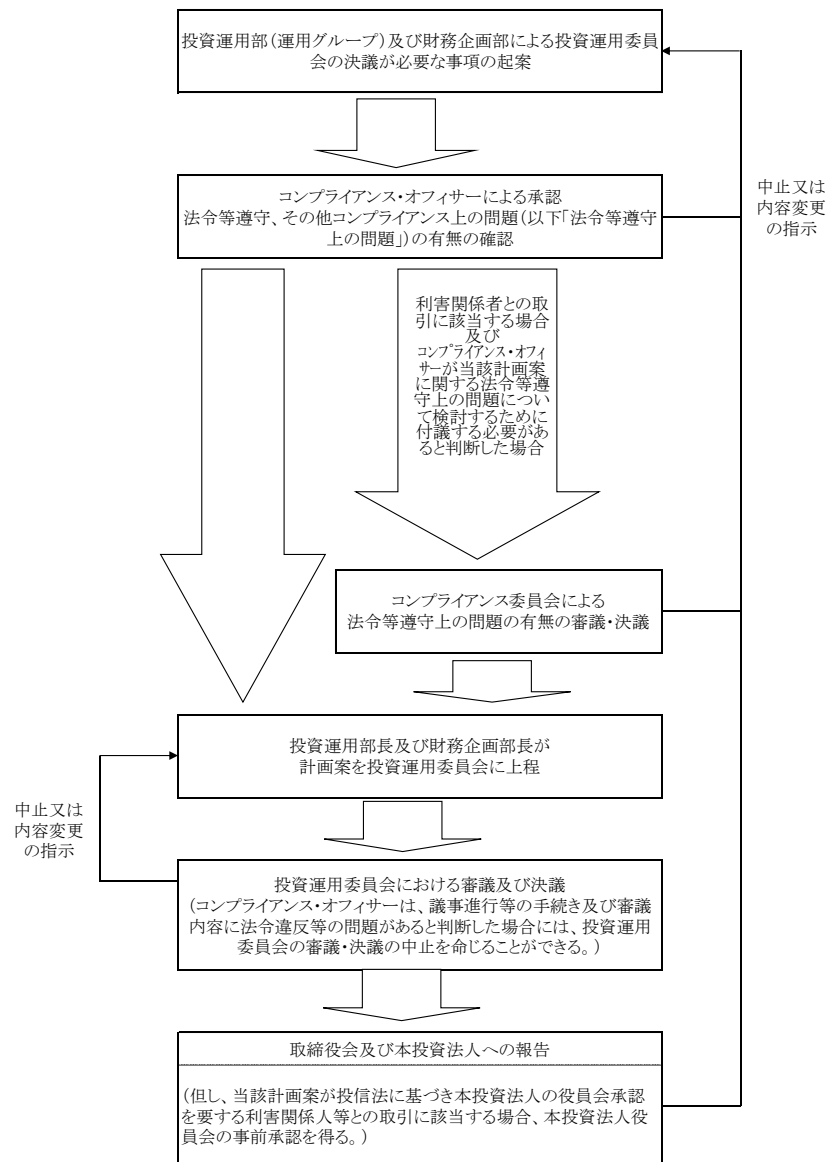 投資運用部(運用グループ)及び財務企画部による投資運用委員
会の決議が必要な事項の起案
中止又は
内容変更
の指示
コンプライアンス・オフィサーによる承認
法令等遵守、その他コンプライアンス上の問題(以下「法令等遵守
上の問題」)の有無の確認
利害関係者との取
引に該当する場合
及び
コンプライアンス・オフィ
サーが当該計画案
に関する法令等遵
守上の問題につい
て検討するために
付議する必要があ
ると判断した場合
コンプライアンス委員会による
法令等遵守上の問題の有無の審議・決議
投資運用部長及び財務企画部長が
計画案を投資運用委員会に上程
中止又は
内容変更
の指示
投資運用委員会における審議及び決議
(コンプライアンス・オフィサーは、議事進行等の手続き及び審議
内容に法令違反等の問題があると判断した場合には、投資運用
委員会の審議・決議の中止を命じることができる。)
取締役会及び本投資法人への報告
(但し、当該計画案が投信法に基づき本投資法人の役員会承認
を要する利害関係人等との取引に該当する場合、本投資法人役
員会の事前承認を得る。)